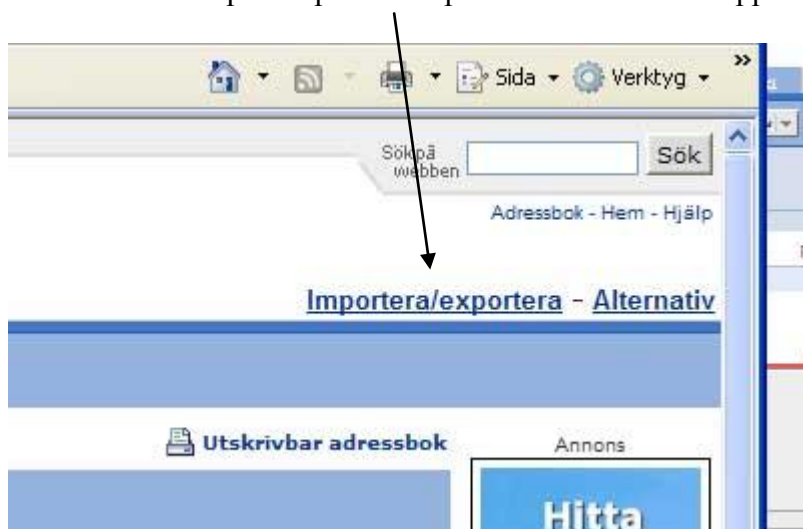 Sida Verktyg »
Sök på
webben
Sök
Adressbok - Hem - Hjälp
Importera/exportera - Alternativ
Utskrivbar adressbok
Annons
Hitta